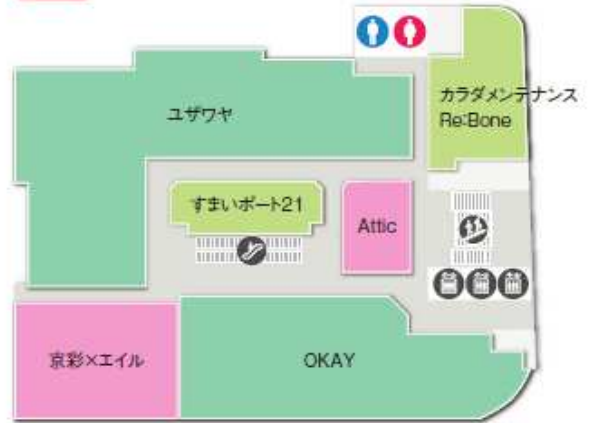 ユザワヤ
カラダメンテナンス
Re:Bone
すまいポート21
Attic
京彩×エイル
OKAY